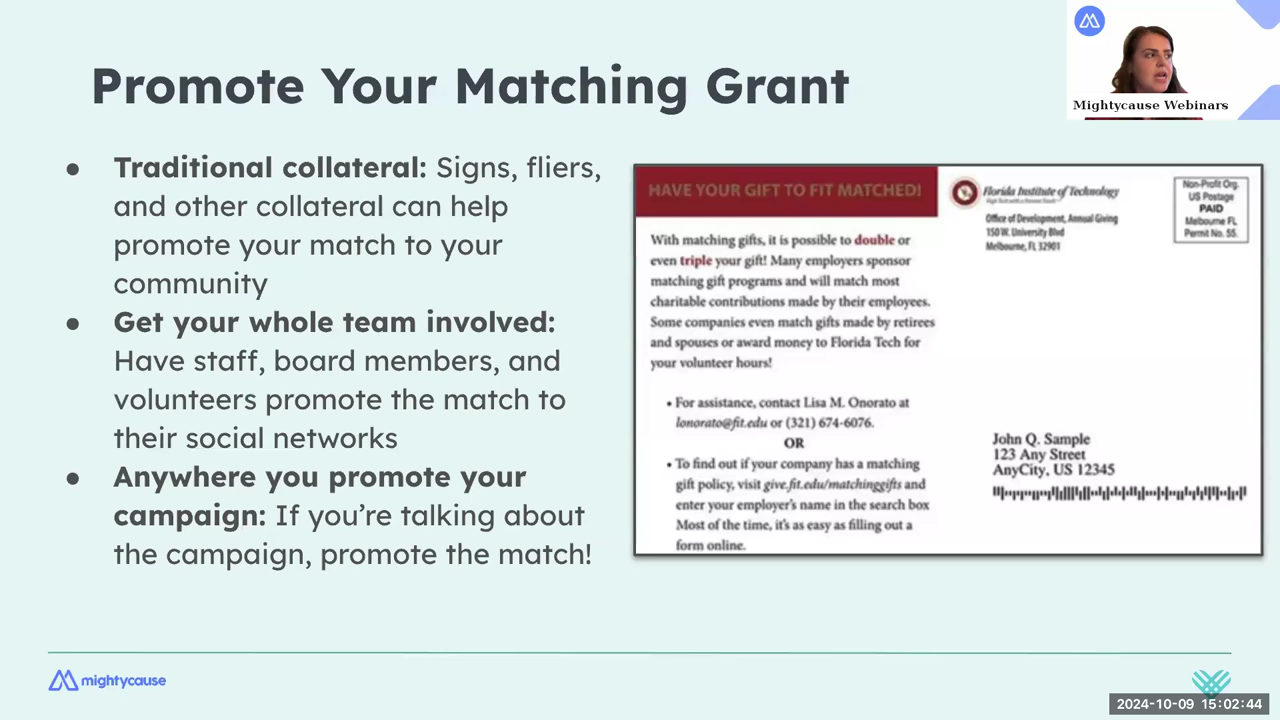 Promote Your Matching Grant
Mightycause Webinars
● Traditional collateral: Signs, fliers,
and other collateral can help
promote your match to your
community
● Get your whole team involved:
Have staff, board members, and
volunteers promote the match to
their social networks
● Anywhere you promote your
campaign: If you’re talking about
the campaign, promote the match!
HAVE YOUR GIFT TO FIT MATCHED!
With matching gifts, it is possible to double or
even triple your gift! Many employers sponsor
matching gift programs and will match most
charitable contributions made by their employees.
Some companies even match gifts made by retirees
and spouses or award money to Florida Tech for
your volunteer hours!
• For assistance, contact Lisa M. Onorato at
lonorato@fit.edu or (321) 674-6076.
OR
• To find out if your company has a matching
gift policy, visit give.fit.edu/matchinggifts and
enter your employer's name in the search box
Most of the time, it's as easy as filling out a
form online.
Florida Institute of Technology
Office of Development, Annual Giving
150 W. University Blvd
Melbourne, FL 32901
Non-Profit Org.
US Postage
PAID
Melbourne FL
Permit No. 55.
John Q. Sample
123 Any Street
AnyCity, US 12345
mightycause
2024-10-09 15:02:44